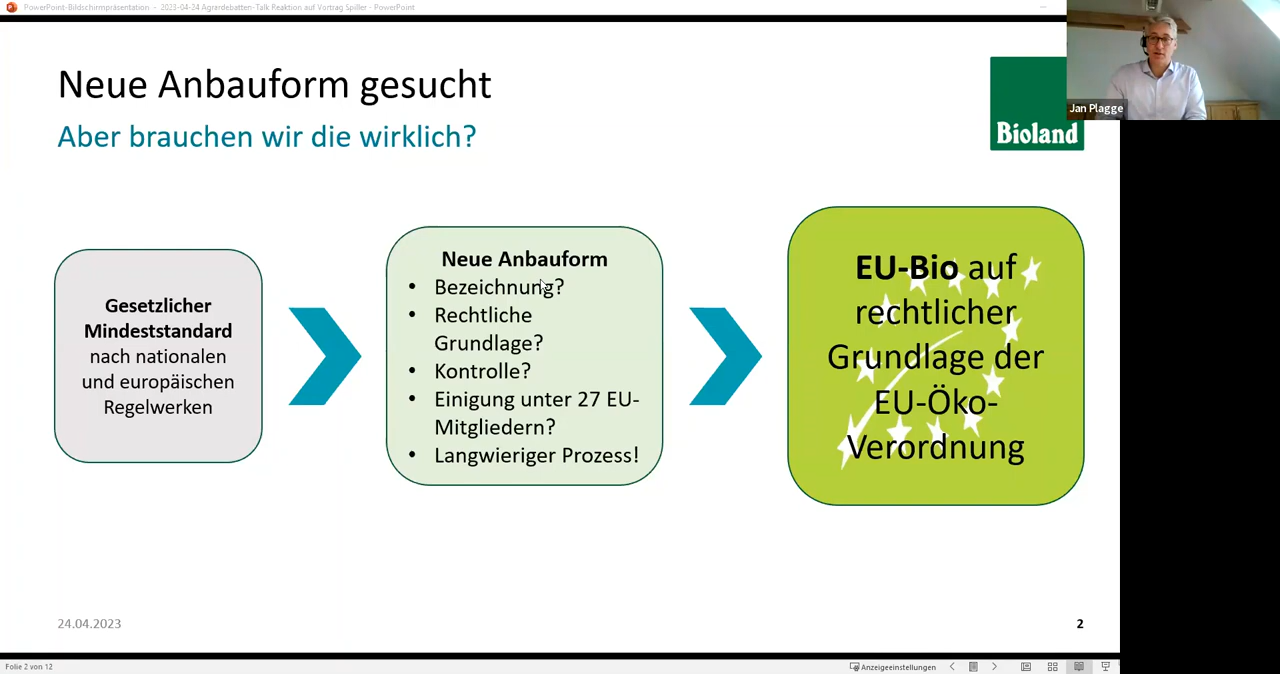 PowerPoint-Bildschirmpräsentation - 2023-04-24 Agrardebatten-Talk Reaktion auf Vortrag Spiller - PowerPoint
Neue Anbauform gesucht
Aber brauchen wir die wirklich?
Bioland
Jan Plagge
Gesetzlicher
Mindeststandard
nach nationalen
und europäischen
Regelwerken
Neue Anbauform
• Bezeichnung?
• Rechtliche
Grundlage?
• Kontrolle?
• Einigung unter 27 EU-
Mitgliedern?
• Langwieriger Prozess!
EU-Bio auf
rechtlicher
Grundlage der
EU-Öko-
Verordnung
24.04.2023
2
Folie 2 von 12
Anzeigeeinstellungen